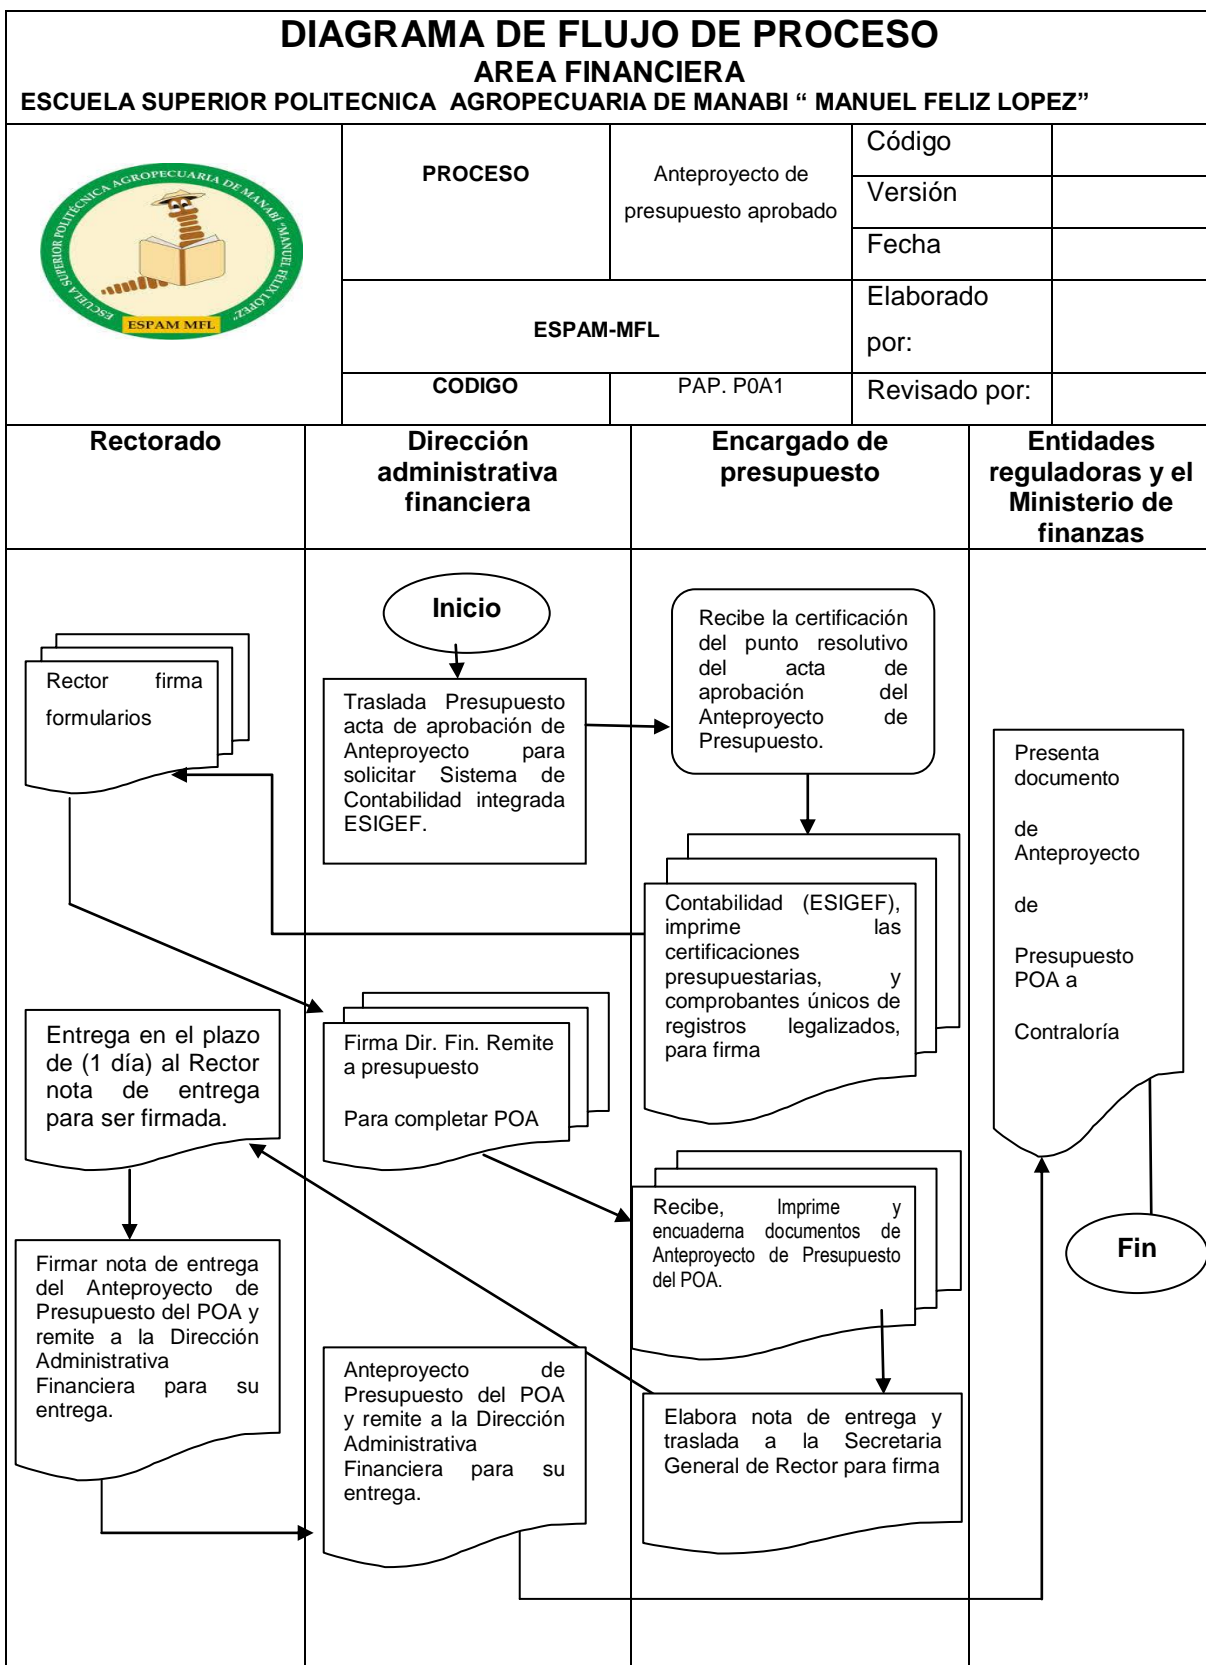 DIAGRAMA DE FLUJO DE PROCESO
AREA FINANCIERA
ESCUELA SUPERIOR POLITECNICA AGROPECUARIA DE MANABI “ MANUEL FELIZ LOPEZ”
ESCUELA SUPERIOR POLITÉCNICA AGROPECUARIA DE MANABÍ "MANUEL FÉLIX LÓPEZ"
ESPAM MFL
PROCESO
Anteproyecto de
presupuesto aprobado
Código
Versión
Fecha
ESPAM-MFL
Elaborado
por:
CODIGO
PAP. P0A1
Revisado por:
Rectorado
Dirección
administrativa
financiera
Encargado de
presupuesto
Entidades
reguladoras y el
Ministerio de
finanzas
Inicio
Recibe la certificación
del punto resolutivo
del acta de
aprobación del
Anteproyecto de
Presupuesto.
Rector firma
formularios
Traslada Presupuesto
acta de aprobación de
Anteproyecto para
solicitar Sistema de
Contabilidad integrada
ESIGEF.
Presenta
documento
de
Anteproyecto
de
Presupuesto
POA a
Contraloría
Contabilidad (ESIGEF),
imprime las
certificaciones
presupuestarias, y
comprobantes únicos de
registros legalizados,
para firma
Entrega en el plazo
de (1 día) al Rector
nota de entrega
para ser firmada.
Firma Dir. Fin. Remite
a presupuesto
Para completar POA
Recibe, Imprime y
encuaderna documentos de
Anteproyecto de Presupuesto
del POA.
Fin
Firmar nota de entrega
del Anteproyecto de
Presupuesto del POA y
remite a la Dirección
Administrativa
Financiera para su
entrega.
Anteproyecto de
Presupuesto del POA
y remite a la Dirección
Administrativa
Financiera para su
entrega.
Elabora nota de entrega y
traslada a la Secretaria
General de Rector para firma